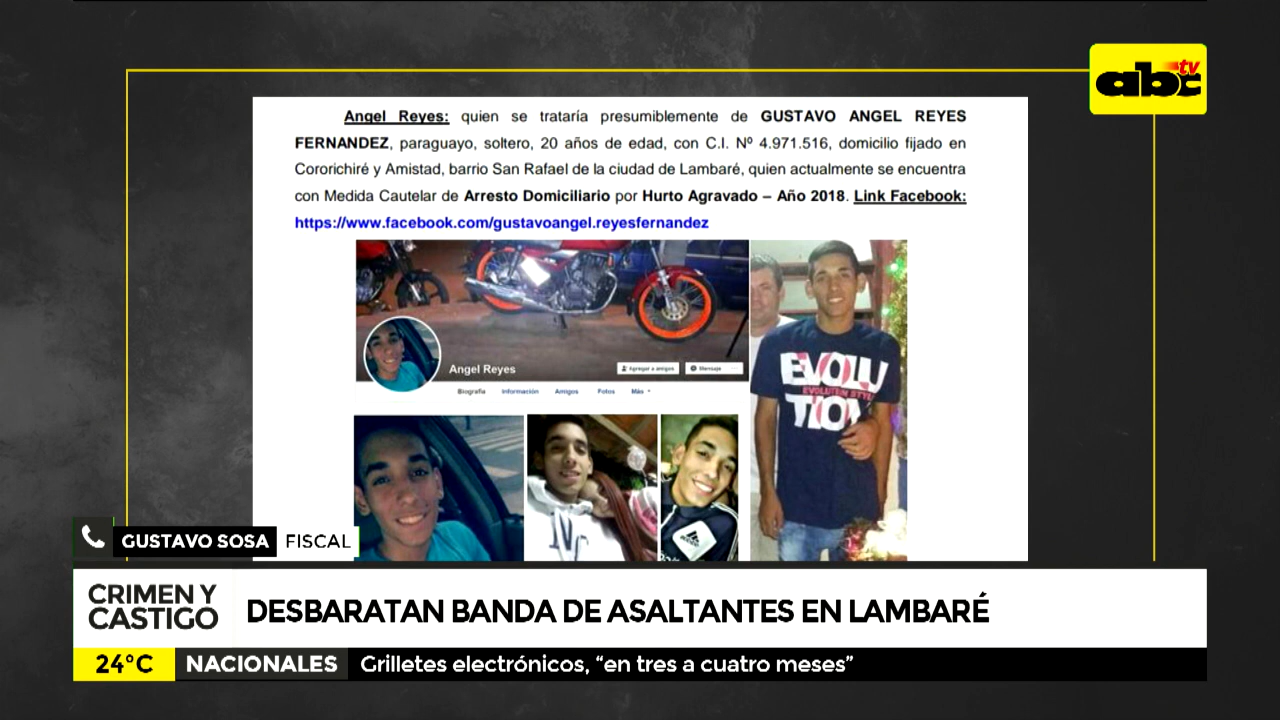 abc tv
Angel Reyes: quien se trataría presumiblemente de GUSTAVO ANGEL REYES
FERNANDEZ, paraguayo, soltero, 20 años de edad, con C.I. Nº 4.971.516, domicilio fijado en
Cororichiré y Amistad, barrio San Rafael de la ciudad de Lambaré, quien actualmente se encuentra
con Medida Cautelar de Arresto Domiciliario por Hurto Agravado – Año 2018. Link Facebook:
https://www.facebook.com/gustavoangel.reyesfernandez
Angel Reyes
Agregar a amigos
Mensaje
Biografía Información Amigos Fotos Más
EVOLU
EVOLUTION STYL
TION
adidas
GUSTAVO SOSA FISCAL
CRIMEN Y
CASTIGO
DESBARATAN BANDA DE ASALTANTES EN LAMBARÉ
24°C NACIONALES Grilletes electrónicos, “en tres a cuatro meses”